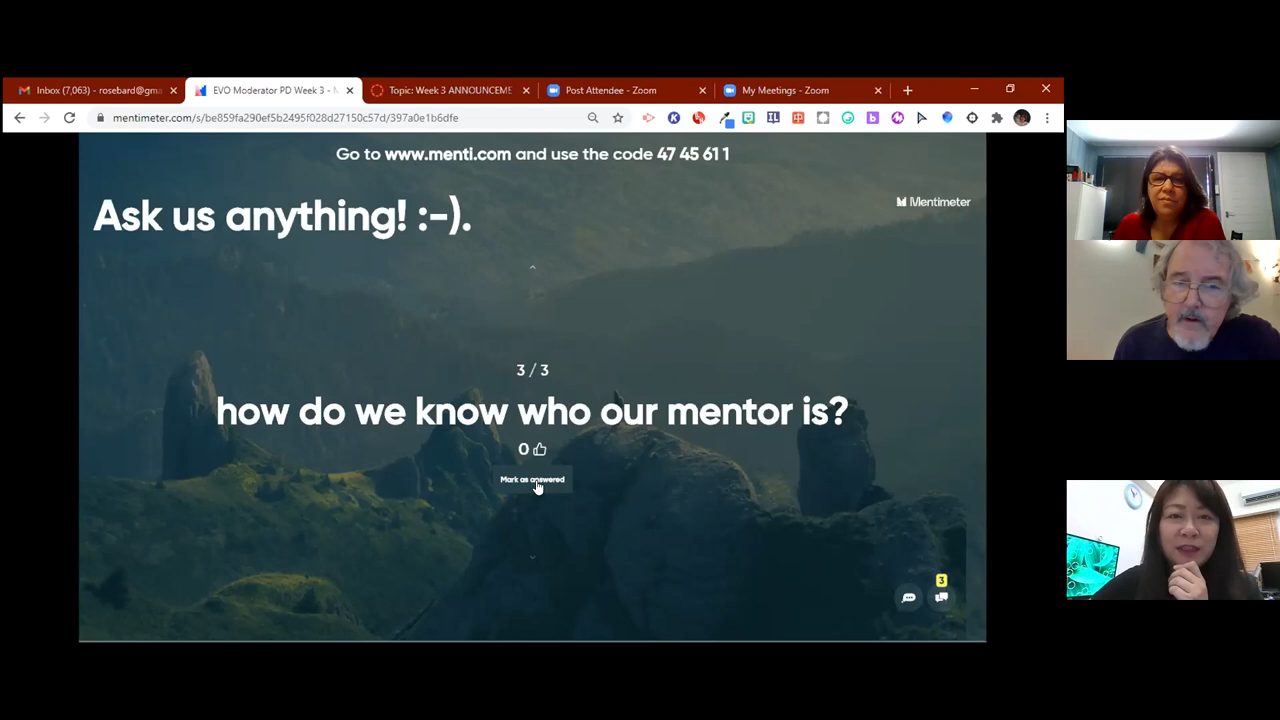 Inbox (7,063) - rosebard@gma
EVO Moderator PD Week 3 - M
Topic: Week 3 ANNOUNCEME
Post Attendee - Zoom
My Meetings - Zoom
mentimeter.com/s/be859fa290ef5b2495f028d27150c57d/397a0e1b6dfe
Go to www.menti.com and use the code 47 45 61 1
Ask us anything! :-).
Mentimeter
3 / 3
how do we know who our mentor is?
0
Mark as answered
3